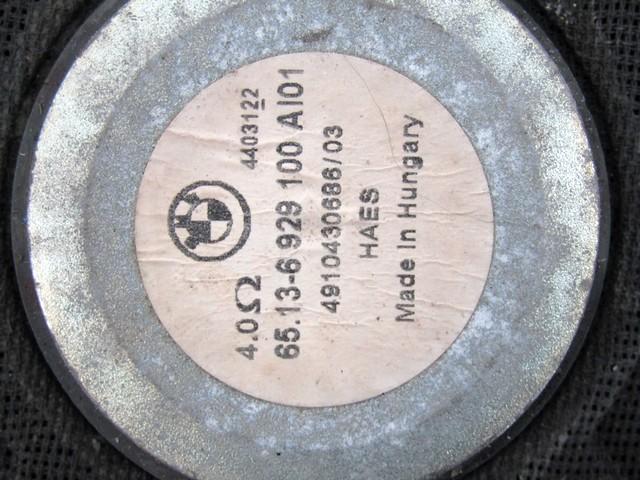 4403122
4.0Ω
65.13-6 929 100 AI01
4910430686/03
HAES
Made In Hungary